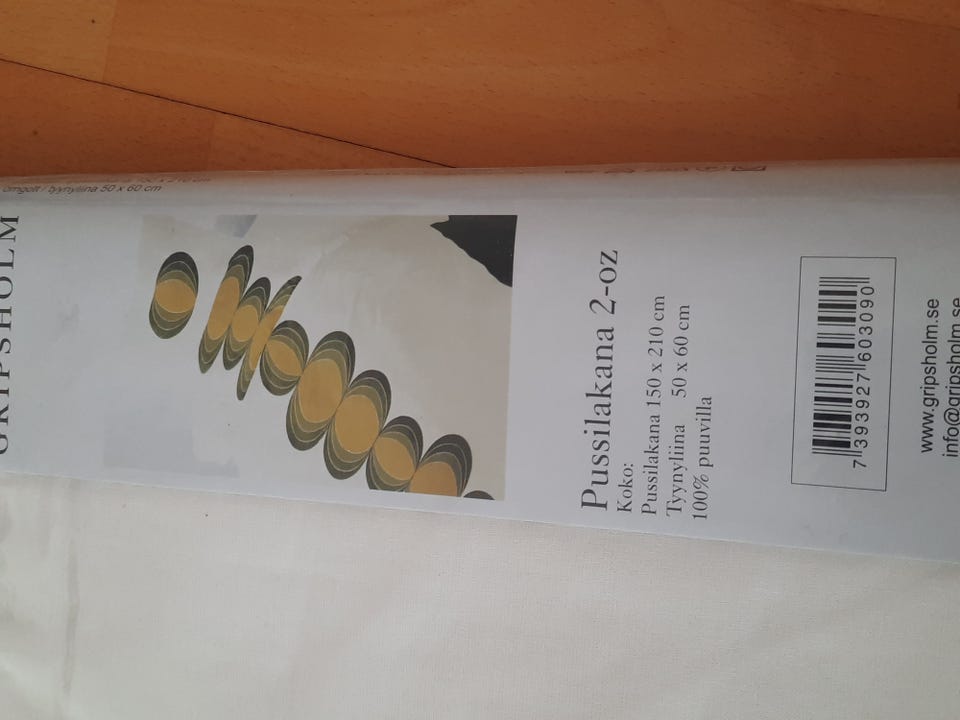 GRIPSHOLM
örngott / tyynyliina 50 x 60 cm
Pussilakana 2-oz
Koko:
Pussilakana 150 x 210 cm
Tyynyliina 50 x 60 cm
100% puuvilla
7 393927 603090
www.gripsholm.se
info@gripsholm.se